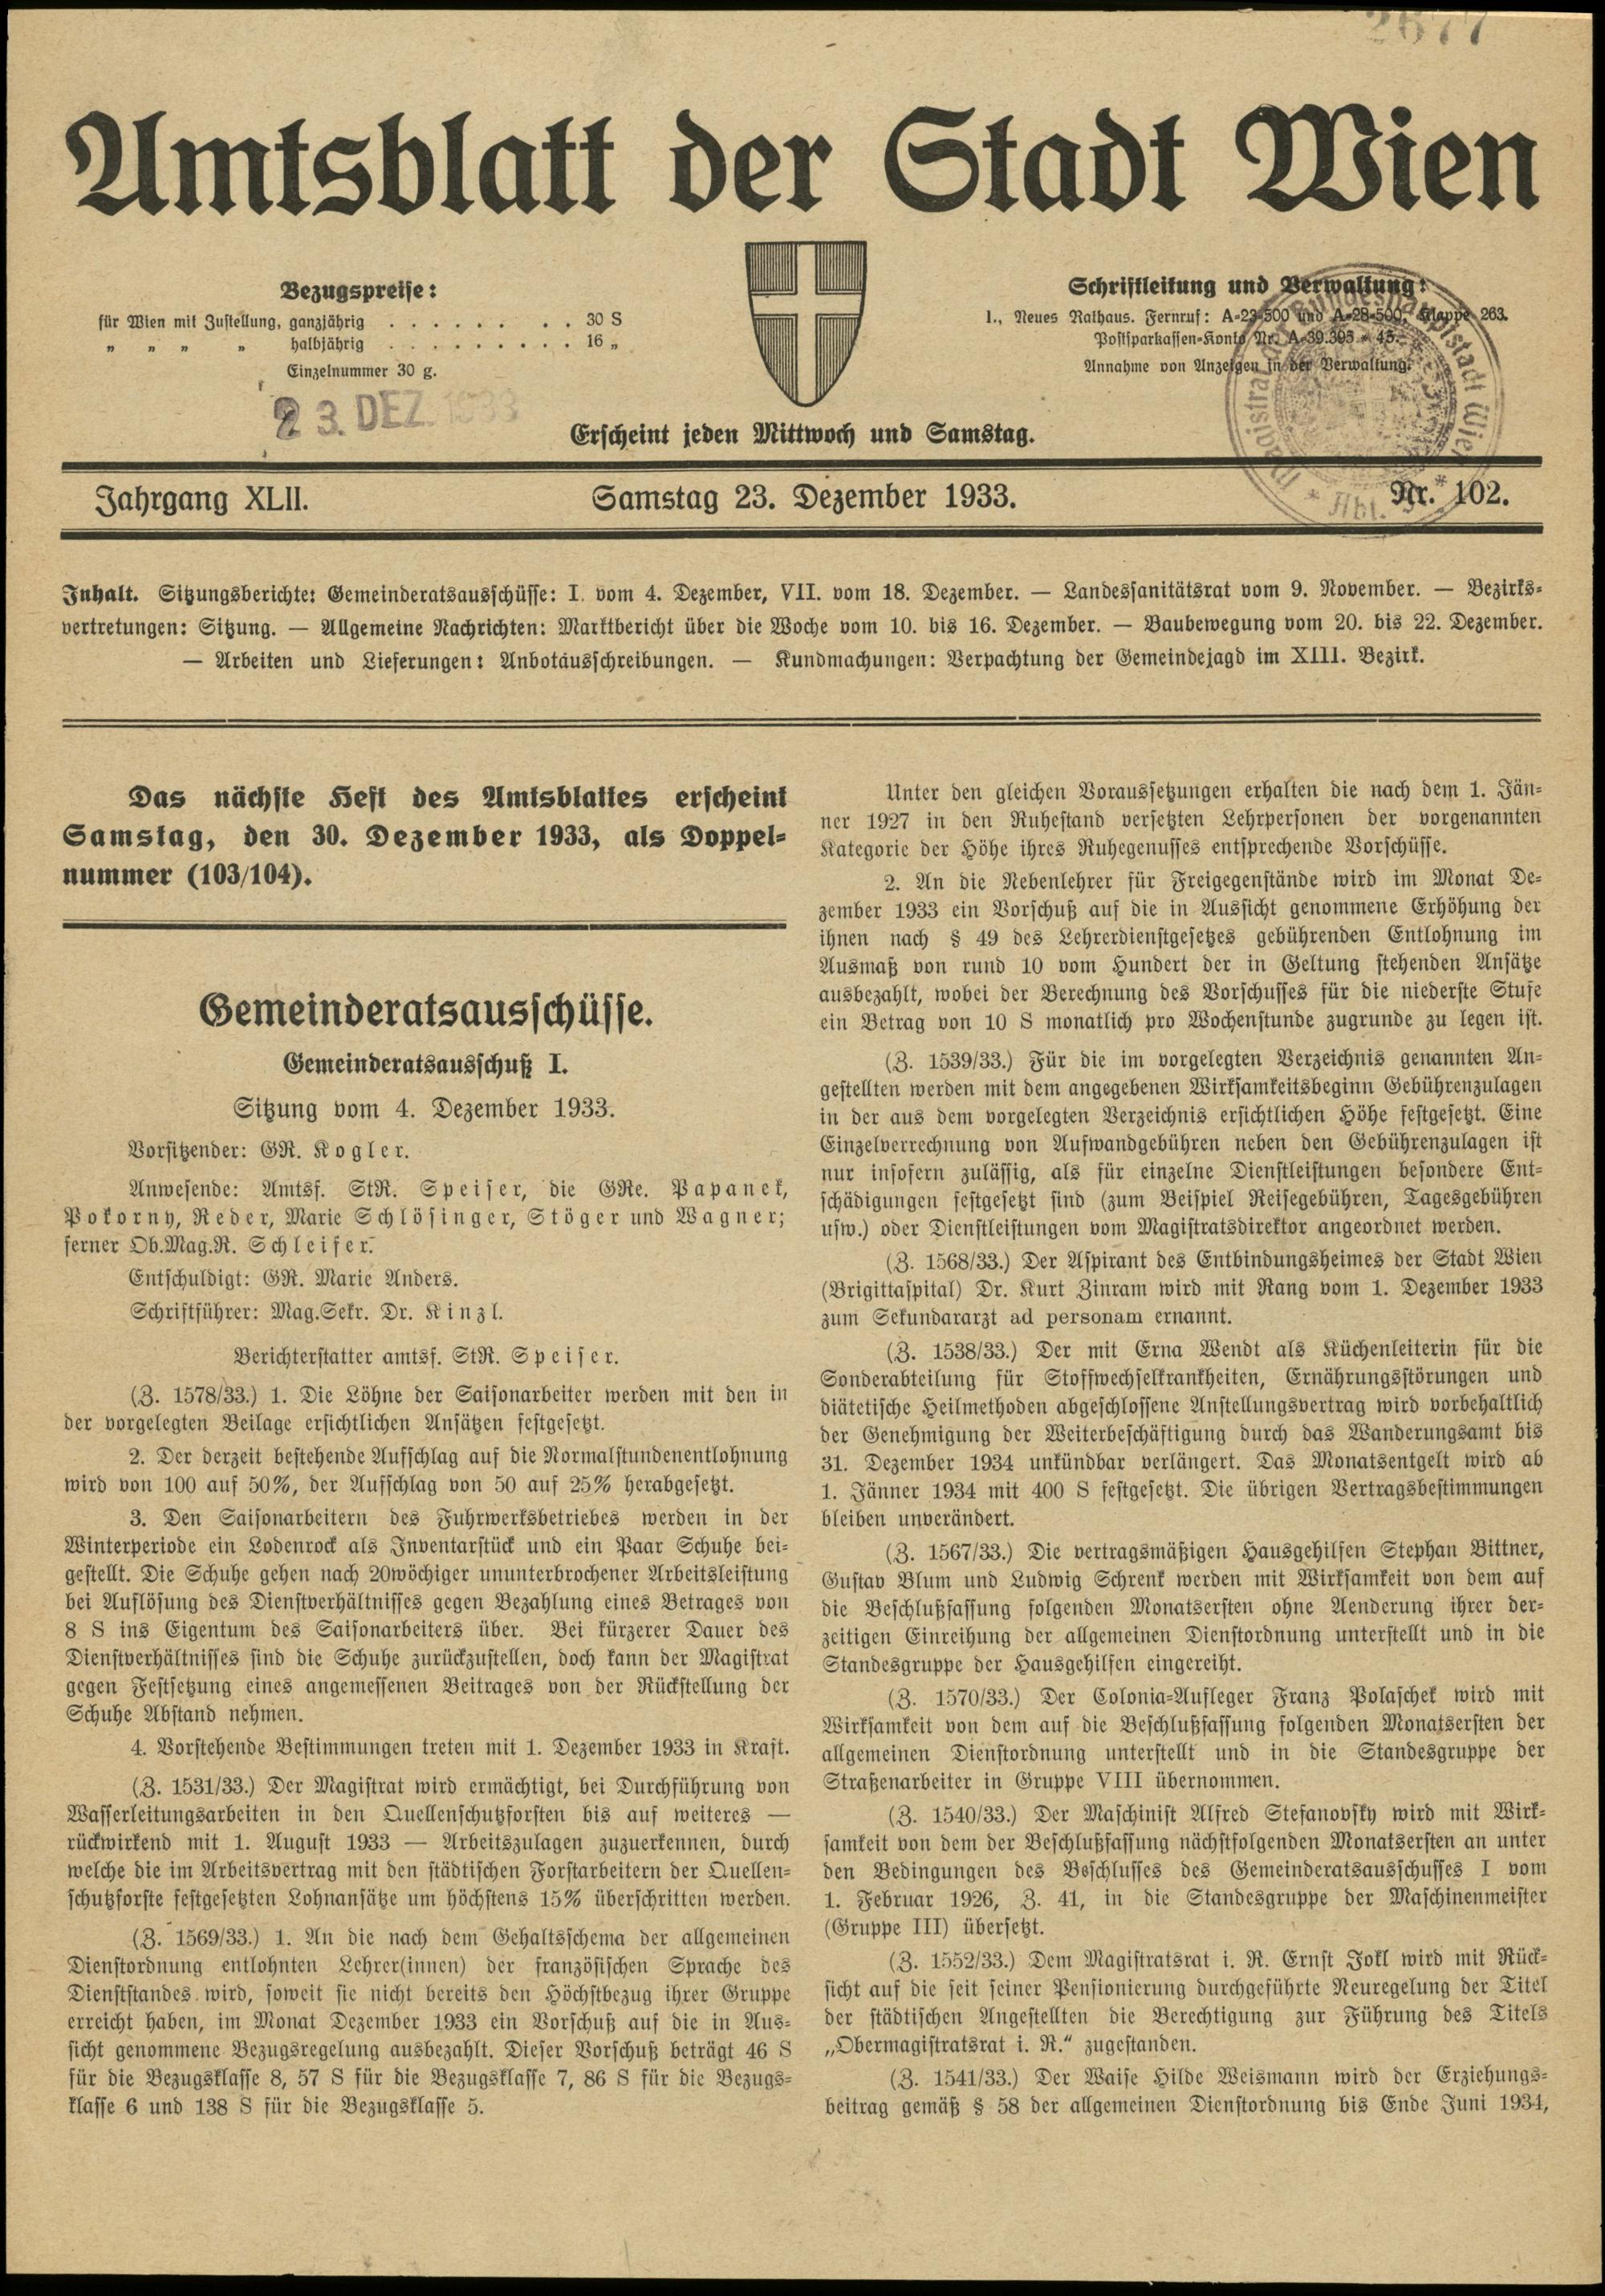 2677
Amtsblatt der Stadt Wien
Bezugspreise:
für Wien mit Zustellung, ganzjährig . . . . . . . . . 30 S
„ „ „ „ halbjährig . . . . . . . . . 16 „
Einzelnummer 30 g.
23. DEZ. 1933
Schriftleitung und Verwaltung:
1., Neues Rathaus. Fernruf: A-23-500 und A-28-500, Klappe 263.
Postsparkassen-Konto Nr. A-39.395 - 45.
Annahme von Anzeigen in der Verwaltung.
Erscheint jeden Mittwoch und Samstag.
Jahrgang XLII.
Samstag 23. Dezember 1933.
Nr. 102.
Inhalt. Sitzungsberichte: Gemeinderatsausschüsse: I. vom 4. Dezember, VII. vom 18. Dezember. — Landessanitätsrat vom 9. November. — Bezirks-
vertretungen: Sitzung. — Allgemeine Nachrichten: Marktbericht über die Woche vom 10. bis 16. Dezember. — Baubewegung vom 20. bis 22. Dezember.
— Arbeiten und Lieferungen: Anbotausschreibungen. — Kundmachungen: Verpachtung der Gemeindejagd im XIII. Bezirk.
Das nächste Heft des Amtsblattes erscheint
Samstag, den 30. Dezember 1933, als Doppel-
nummer (103/104).
Gemeinderatsausschüsse.
Gemeinderatsausschuß I.
Sitzung vom 4. Dezember 1933.
Vorsitzender: GR. Kogler.
Anwesende: Amtsf. StR. Speiser, die GRe. Papanek,
Pokorny, Reder, Marie Schlösinger, Stöger und Wagner;
ferner Ob.Mag.R. Schleifer.
Entschuldigt: GR. Marie Anders.
Schriftführer: Mag.Sekr. Dr. Kinzl.
Berichterstatter amtsf. StR. Speiser.
(Z. 1578/33.) 1. Die Löhne der Saisonarbeiter werden mit den in
der vorgelegten Beilage ersichtlichen Ansätzen festgesetzt.
2. Der derzeit bestehende Aufschlag auf die Normalstundenentlohnung
wird von 100 auf 50%, der Aufschlag von 50 auf 25% herabgesetzt.
3. Den Saisonarbeitern des Fuhrwerksbetriebes werden in der
Winterperiode ein Lodenrock als Inventarstück und ein Paar Schuhe bei-
gestellt. Die Schuhe gehen nach 20wöchiger ununterbrochener Arbeitsleistung
bei Auflösung des Dienstverhältnisses gegen Bezahlung eines Betrages von
8 S ins Eigentum des Saisonarbeiters über. Bei kürzerer Dauer des
Dienstverhältnisses sind die Schuhe zurückzustellen, doch kann der Magistrat
gegen Festsetzung eines angemessenen Beitrages von der Rückstellung der
Schuhe Abstand nehmen.
4. Vorstehende Bestimmungen treten mit 1. Dezember 1933 in Kraft.
(Z. 1531/33.) Der Magistrat wird ermächtigt, bei Durchführung von
Wasserleitungsarbeiten in den Quellenschutzforsten bis auf weiteres —
rückwirkend mit 1. August 1933 — Arbeitszulagen zuzuerkennen, durch
welche die im Arbeitsvertrag mit den städtischen Forstarbeitern der Quellen-
schutzforste festgesetzten Lohnansätze um höchstens 15% überschritten werden.
(Z. 1569/33.) 1. An die nach dem Gehaltsschema der allgemeinen
Dienstordnung entlohnten Lehrer(innen) der französischen Sprache des
Dienststandes wird, soweit sie nicht bereits den Höchstbezug ihrer Gruppe
erreicht haben, im Monat Dezember 1933 ein Vorschuß auf die in Aus-
sicht genommene Bezugsregelung ausbezahlt. Dieser Vorschuß beträgt 46 S
für die Bezugsklasse 8, 57 S für die Bezugsklasse 7, 86 S für die Bezugs-
klasse 6 und 138 S für die Bezugsklasse 5.
Unter den gleichen Voraussetzungen erhalten die nach dem 1. Jän-
ner 1927 in den Ruhestand versetzten Lehrpersonen der vorgenannten
Kategorie der Höhe ihres Ruhegenusses entsprechende Vorschüsse.
2. An die Nebenlehrer für Freigegenstände wird im Monat De-
zember 1933 ein Vorschuß auf die in Aussicht genommene Erhöhung der
ihnen nach § 49 des Lehrerdienstgesetzes gebührenden Entlohnung im
Ausmaß von rund 10 vom Hundert der in Geltung stehenden Ansätze
ausbezahlt, wobei der Berechnung des Vorschusses für die niederste Stufe
ein Betrag von 10 S monatlich pro Wochenstunde zugrunde zu legen ist.
(Z. 1539/33.) Für die im vorgelegten Verzeichnis genannten An-
gestellten werden mit dem angegebenen Wirksamkeitsbeginn Gebührenzulagen
in der aus dem vorgelegten Verzeichnis ersichtlichen Höhe festgesetzt. Eine
Einzelverrechnung von Aufwandgebühren neben den Gebührenzulagen ist
nur insofern zulässig, als für einzelne Dienstleistungen besondere Ent-
schädigungen festgesetzt sind (zum Beispiel Reisegebühren, Tagesgebühren
usw.) oder Dienstleistungen vom Magistratsdirektor angeordnet werden.
(Z. 1568/33.) Der Aspirant des Entbindungsheimes der Stadt Wien
(Brigittaspital) Dr. Kurt Zinram wird mit Rang vom 1. Dezember 1933
zum Sekundararzt ad personam ernannt.
(Z. 1538/33.) Der mit Erna Wendt als Küchenleiterin für die
Sonderabteilung für Stoffwechselkrankheiten, Ernährungsstörungen und
diätetische Heilmethoden abgeschlossene Anstellungsvertrag wird vorbehaltlich
der Genehmigung der Weiterbeschäftigung durch das Wanderungsamt bis
31. Dezember 1934 unkündbar verlängert. Das Monatsentgelt wird ab
1. Jänner 1934 mit 400 S festgesetzt. Die übrigen Vertragsbestimmungen
bleiben unverändert.
(Z. 1567/33.) Die vertragsmäßigen Hausgehilfen Stephan Bittner,
Gustav Blum und Ludwig Schrenk werden mit Wirksamkeit von dem auf
die Beschlußfassung folgenden Monatsersten ohne Aenderung ihrer der-
zeitigen Einreihung der allgemeinen Dienstordnung unterstellt und in die
Standesgruppe der Hausgehilfen eingereiht.
(Z. 1570/33.) Der Colonia-Aufleger Franz Polaschek wird mit
Wirksamkeit von dem auf die Beschlußfassung folgenden Monatsersten der
allgemeinen Dienstordnung unterstellt und in die Standesgruppe der
Straßenarbeiter in Gruppe VIII übernommen.
(Z. 1540/33.) Der Maschinist Alfred Stefanovsky wird mit Wirk-
samkeit von dem der Beschlußfassung nächstfolgenden Monatsersten an unter
den Bedingungen des Beschlusses des Gemeinderatsausschusses I vom
1. Februar 1926, Z. 41, in die Standesgruppe der Maschinenmeister
(Gruppe III) übersetzt.
(Z. 1552/33.) Dem Magistratsrat i. R. Ernst Jokl wird mit Rück-
sicht auf die seit seiner Pensionierung durchgeführte Neuregelung der Titel
der städtischen Angestellten die Berechtigung zur Führung des Titels
„Obermagistratsrat i. R.“ zugestanden.
(Z. 1541/33.) Der Waise Hilde Weismann wird der Erziehungs-
beitrag gemäß § 58 der allgemeinen Dienstordnung bis Ende Juni 1934,